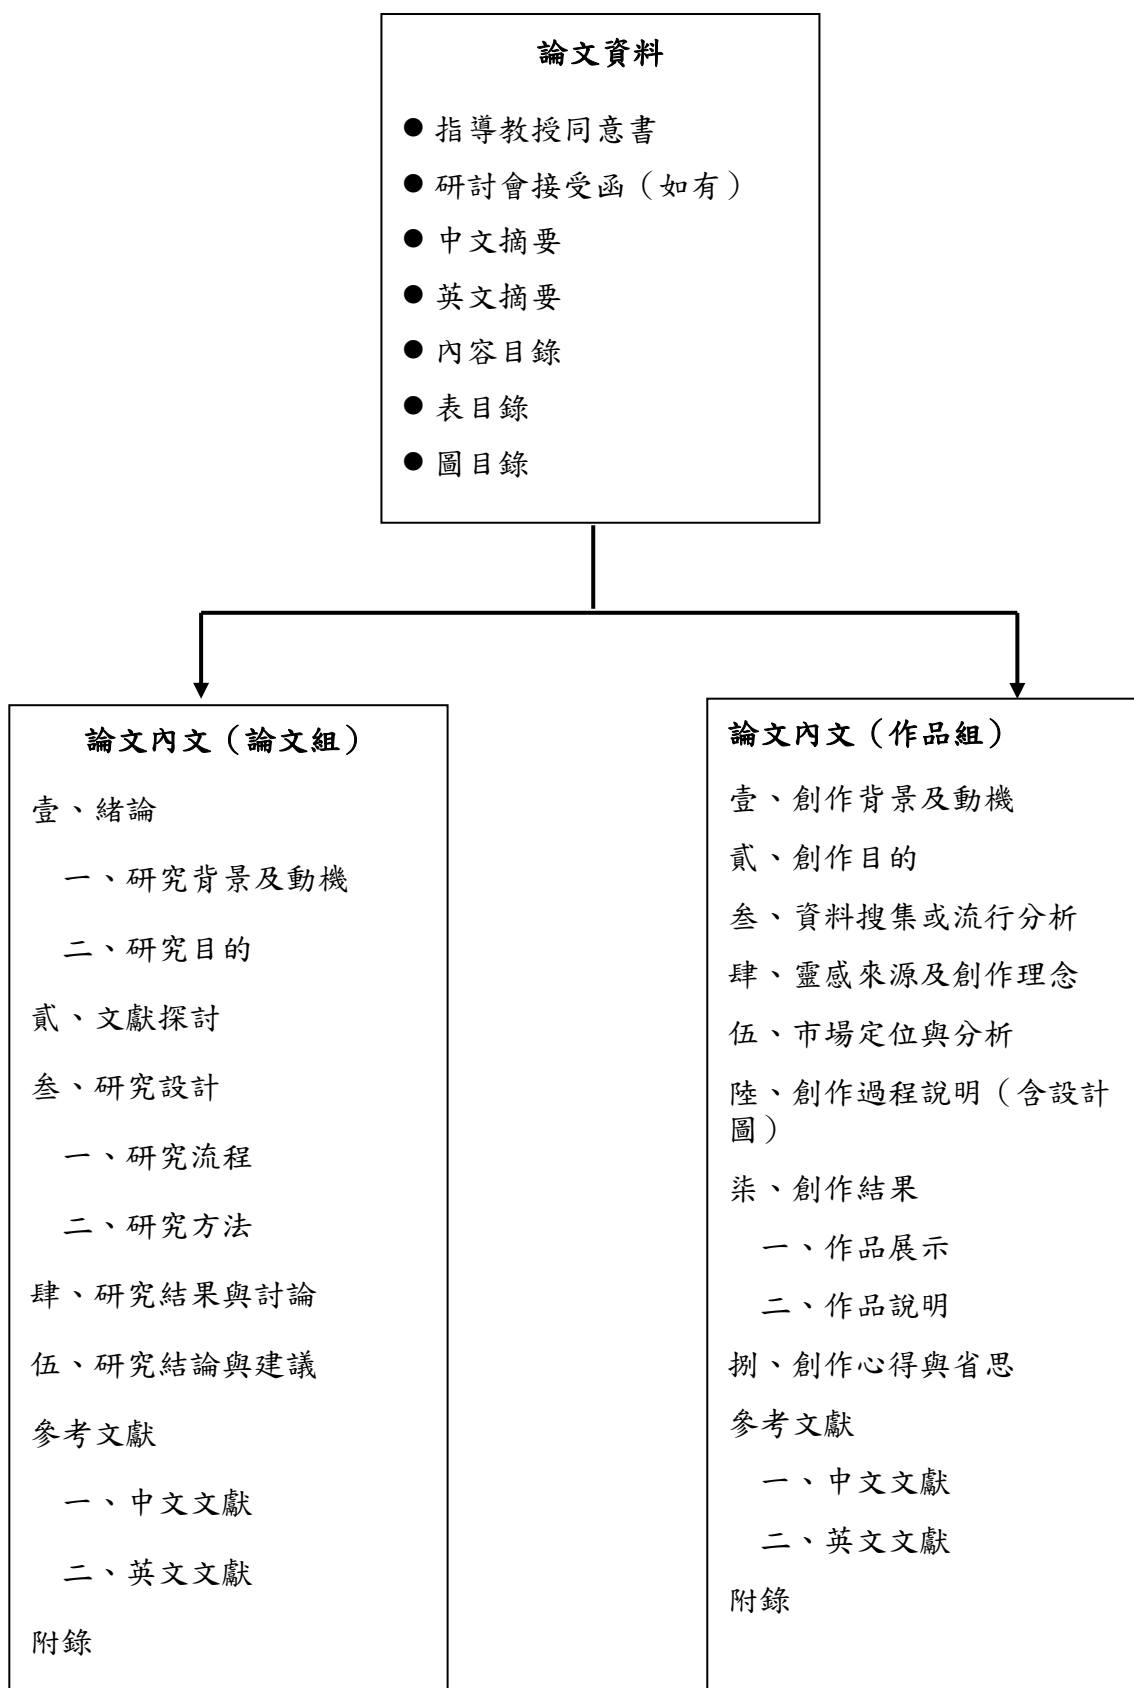 論文資料
● 指導教授同意書
● 研討會接受函（如有）
● 中文摘要
● 英文摘要
● 內容目錄
● 表目錄
● 圖目錄
論文內文（論文組）
壹、緒論
一、研究背景及動機
二、研究目的
貳、文獻探討
叁、研究設計
一、研究流程
二、研究方法
肆、研究結果與討論
伍、研究結論與建議
參考文獻
一、中文文獻
二、英文文獻
附錄
論文內文（作品組）
壹、創作背景及動機
貳、創作目的
叁、資料搜集或流行分析
肆、靈感來源及創作理念
伍、市場定位與分析
陸、創作過程說明（含設計
圖）
柒、創作結果
一、作品展示
二、作品說明
捌、創作心得與省思
參考文獻
一、中文文獻
二、英文文獻
附錄